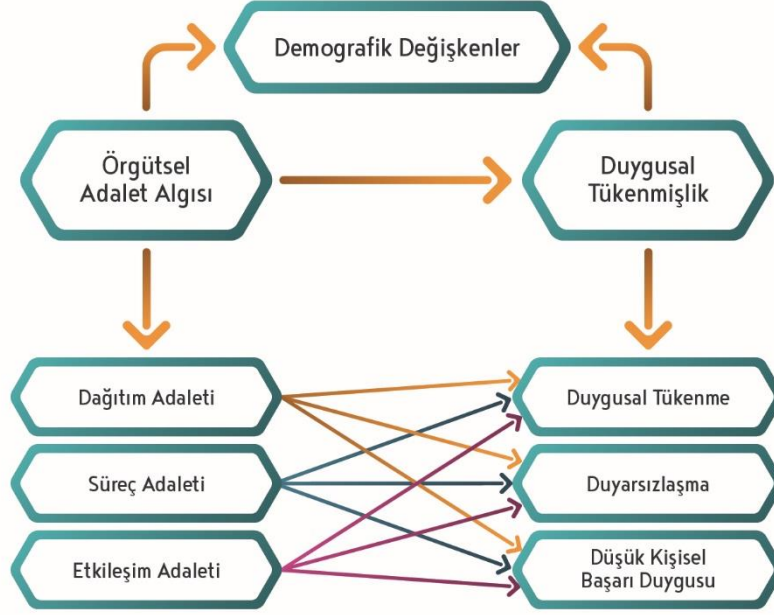 Demografik Değişkenler
Örgütsel
Adalet Algısı
Duygusal
Tükenmişlik
Dağıtım Adaleti
Duygusal Tükenme
Süreç Adaleti
Duyarsızlaşma
Etkileşim Adaleti
Düşük Kişisel
Başarı Duygusu